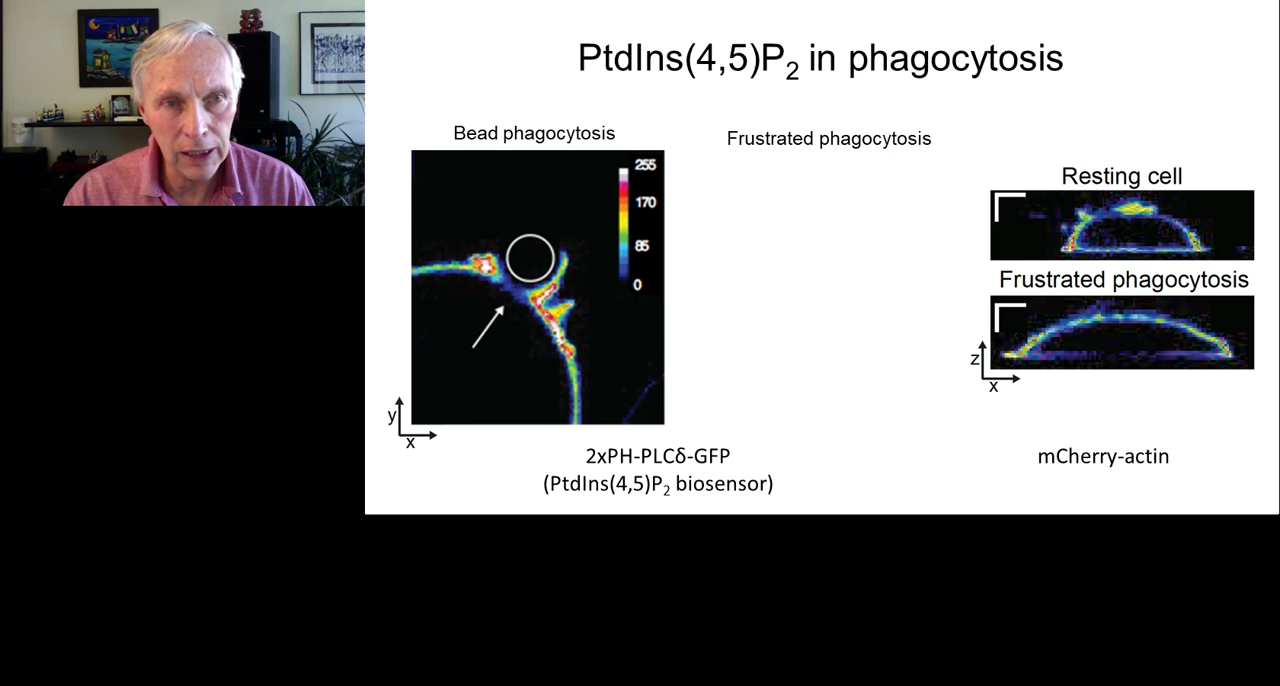 PtdIns(4,5)P₂ in phagocytosis
Bead phagocytosis
Frustrated phagocytosis
255
170
85
0
y
x
2xPH-PLCδ-GFP
(PtdIns(4,5)P₂ biosensor)
Resting cell
Frustrated phagocytosis
z
x
mCherry-actin